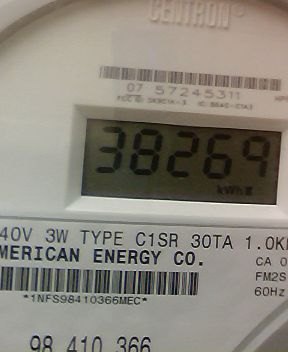 CENTRON®
07 57245311
38269
kWh
40V 3W TYPE C1SR 30TA 1.0K
MERICAN ENERGY CO.
CA 0
FM2S
60Hz
*1NFS98410366MEC*
98 410 366